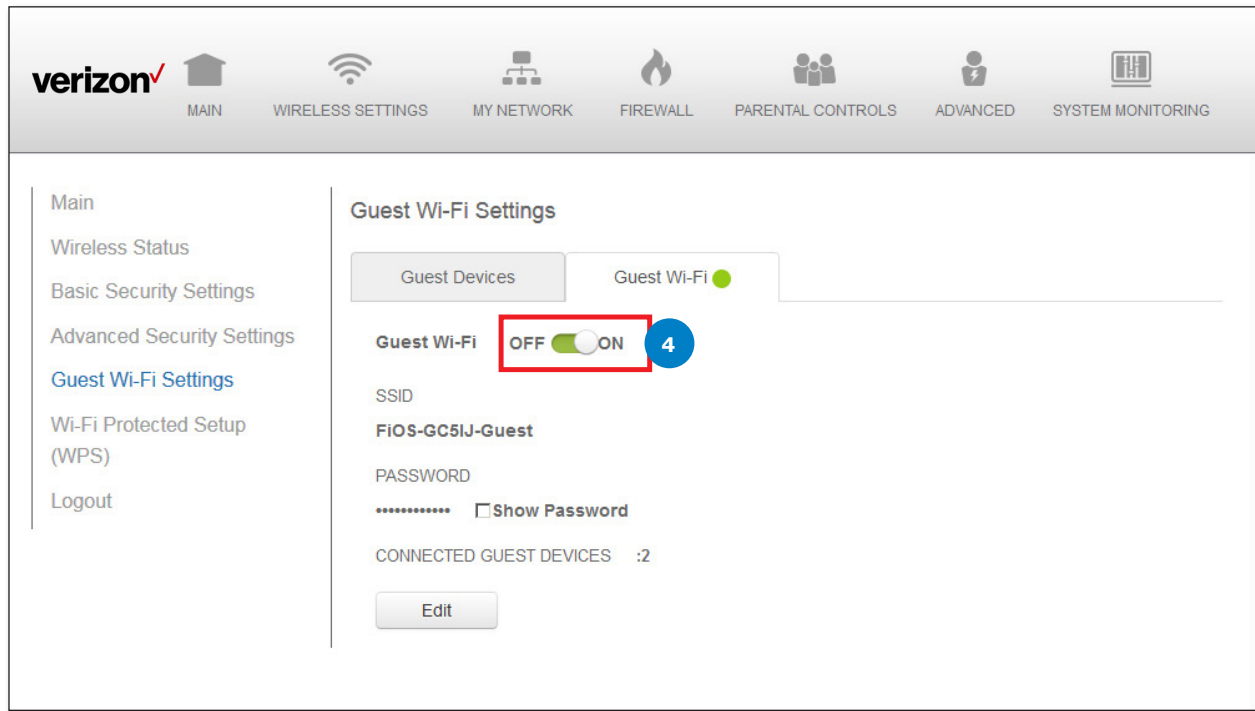 verizon✓
MAIN
WIRELESS SETTINGS
MY NETWORK
FIREWALL
PARENTAL CONTROLS
ADVANCED
SYSTEM MONITORING
Main
Wireless Status
Basic Security Settings
Advanced Security Settings
Guest Wi-Fi Settings
Wi-Fi Protected Setup
(WPS)
Logout
Guest Wi-Fi Settings
Guest Devices
Guest Wi-Fi
Guest Wi-Fi OFF ON 4
SSID
FiOS-GC5IJ-Guest
PASSWORD
•••••••••••• Show Password
CONNECTED GUEST DEVICES :2
Edit